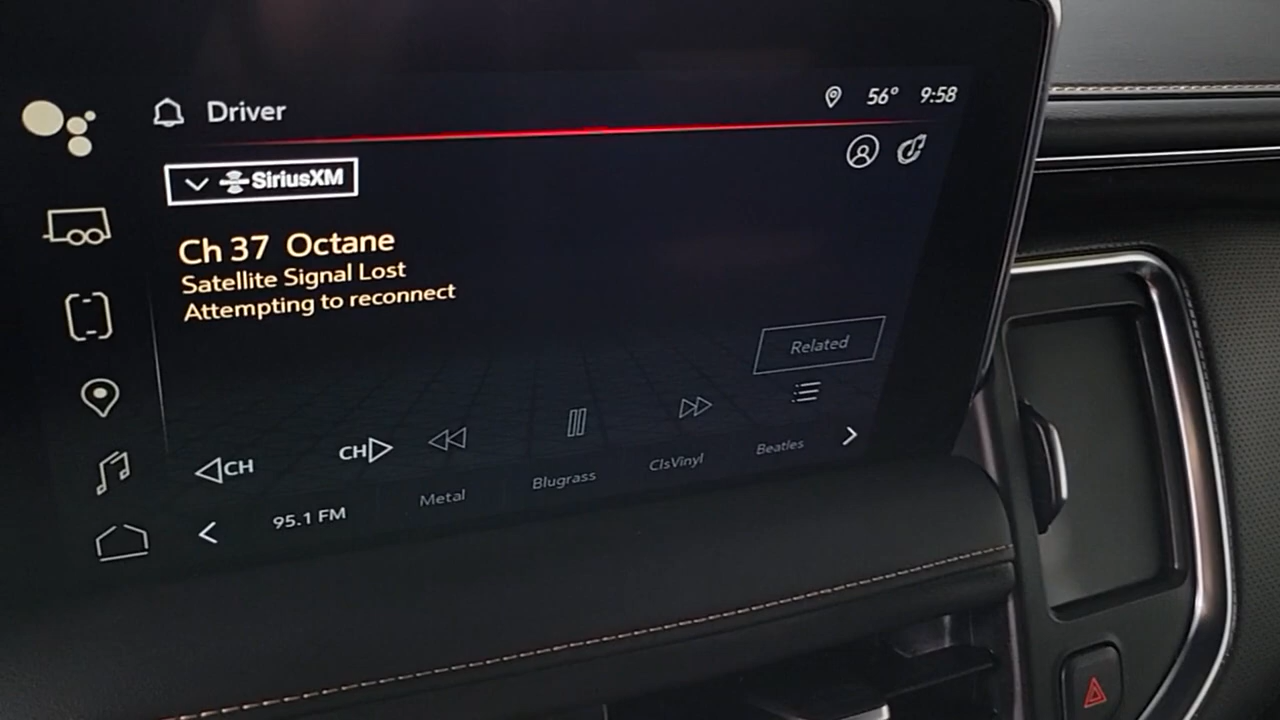 Driver
56° 9:58
SiriusXM
Ch 37 Octane
Satellite Signal Lost
Attempting to reconnect
Related
CH CH
95.1 FM Metal Blugrass ClsVinyl Beatles